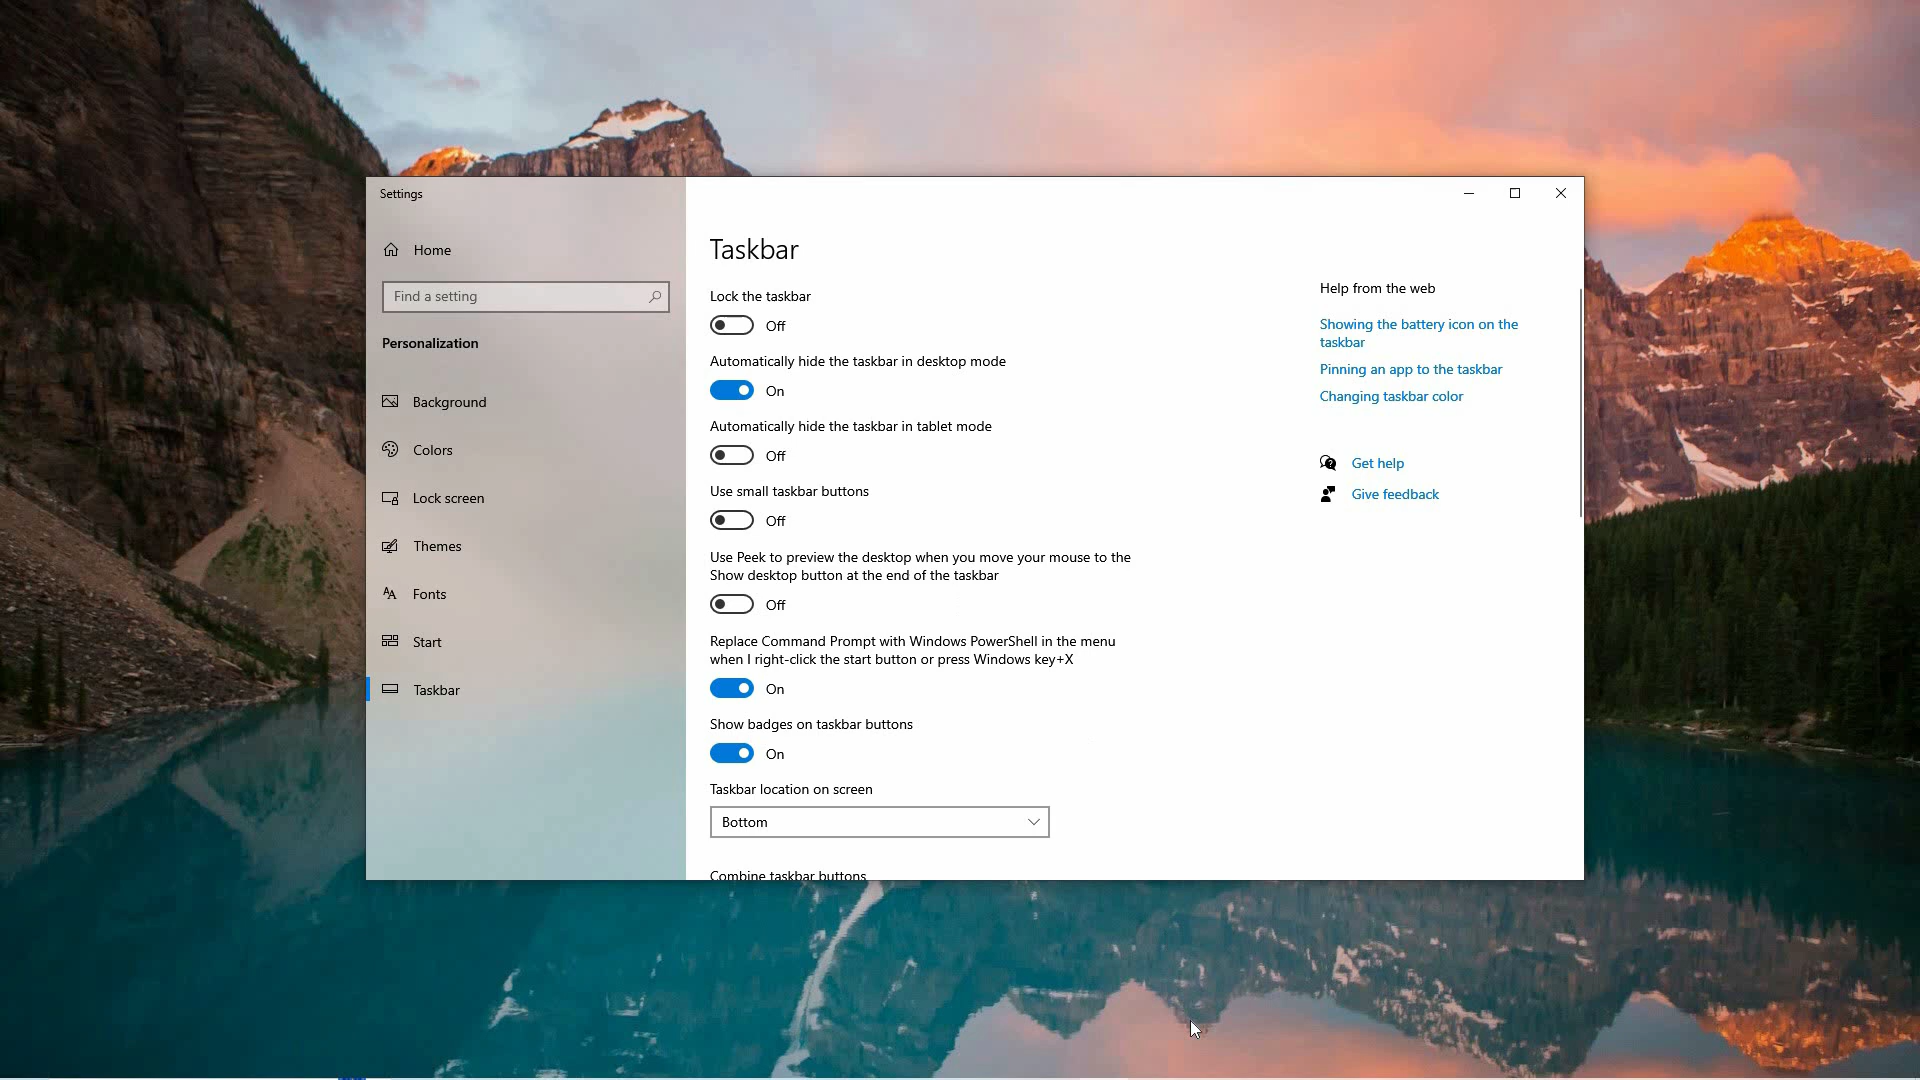 Settings
Home
Find a setting
Personalization
Background
Colors
Lock screen
Themes
Fonts
Start
Taskbar
Taskbar
Lock the taskbar
Off
Automatically hide the taskbar in desktop mode
On
Automatically hide the taskbar in tablet mode
Off
Use small taskbar buttons
Off
Use Peek to preview the desktop when you move your mouse to the
Show desktop button at the end of the taskbar
Off
Replace Command Prompt with Windows PowerShell in the menu
when I right-click the start button or press Windows key+X
On
Show badges on taskbar buttons
On
Taskbar location on screen
Bottom
Combine taskbar buttons
Help from the web
Showing the battery icon on the
taskbar
Pinning an app to the taskbar
Changing taskbar color
Get help
Give feedback